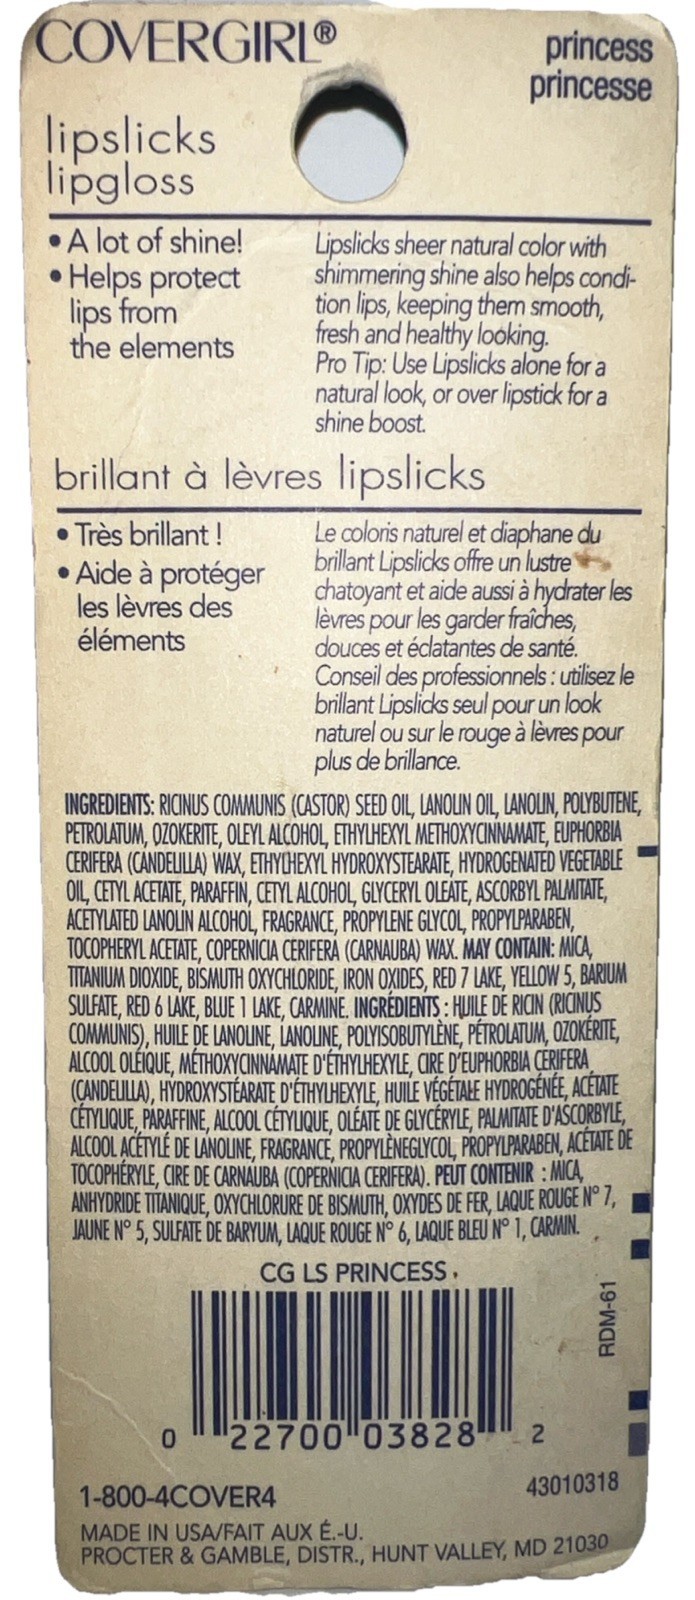 COVERGIRL®
princess
princesse
lipslicks
lipgloss
• A lot of shine!
• Helps protect
lips from
the elements
Lipslicks sheer natural color with
shimmering shine also helps condi-
tion lips, keeping them smooth,
fresh and healthy looking.
Pro Tip: Use Lipslicks alone for a
natural look, or over lipstick for a
shine boost.
brillant à lèvres lipslicks
• Très brillant !
• Aide à protéger
les lèvres des
éléments
Le coloris naturel et diaphane du
brillant Lipslicks offre un lustre
chatoyant et aide aussi à hydrater les
lèvres pour les garder fraîches,
douces et éclatantes de santé.
Conseil des professionnels : utilisez le
brillant Lipslicks seul pour un look
naturel ou sur le rouge à lèvres pour
plus de brillance.
INGREDIENTS: RICINUS COMMUNIS (CASTOR) SEED OIL, LANOLIN OIL, LANOLIN, POLYBUTENE,
PETROLATUM, OZOKERITE, OLEYL ALCOHOL, ETHYLHEXYL METHOXYCINNAMATE, EUPHORBIA
CERIFERA (CANDELILLA) WAX, ETHYLHEXYL HYDROXYSTEARATE, HYDROGENATED VEGETABLE
OIL, CETYL ACETATE, PARAFFIN, CETYL ALCOHOL, GLYCERYL OLEATE, ASCORBYL PALMITATE,
ACETYLATED LANOLIN ALCOHOL, FRAGRANCE, PROPYLENE GLYCOL, PROPYLPARABEN,
TOCOPHERYL ACETATE, COPERNICIA CERIFERA (CARNAUBA) WAX. MAY CONTAIN: MICA,
TITANIUM DIOXIDE, BISMUTH OXYCHLORIDE, IRON OXIDES, RED 7 LAKE, YELLOW 5, BARIUM
SULFATE, RED 6 LAKE, BLUE 1 LAKE, CARMINE. INGRÉDIENTS : HUILE DE RICIN (RICINUS
COMMUNIS), HUILE DE LANOLINE, LANOLINE, POLYISOBUTYLÈNE, PÉTROLATUM, OZOKÉRITE,
ALCOOL OLÉIQUE, MÉTHOXYCINNAMATE D'ÉTHYLHEXYLE, CIRE D'EUPHORBIA CERIFERA
(CANDELILLA), HYDROXYSTÉARATE D'ÉTHYLHEXYLE, HUILE VÉGÉTALE HYDROGÉNÉE, ACÉTATE
CÉTYLIQUE, PARAFFINE, ALCOOL CÉTYLIQUE, OLÉATE DE GLYCÉRYLE, PALMITATE D'ASCORBYLE,
ALCOOL ACÉTYLÉ DE LANOLINE, FRAGRANCE, PROPYLÈNEGLYCOL, PROPYLPARABEN, ACÉTATE DE
TOCOPHÉRYLE, CIRE DE CARNAUBA (COPERNICIA CERIFERA). PEUT CONTENIR : MICA,
ANHYDRIDE TITANIQUE, OXYCHLORURE DE BISMUTH, OXYDES DE FER, LAQUE ROUGE N° 7,
JAUNE N° 5, SULFATE DE BARYUM, LAQUE ROUGE N° 6, LAQUE BLEU N° 1, CARMIN.
CG LS PRINCESS
RDM-61
0 22700 03828 2
1-800-4COVER4
43010318
MADE IN USA/FAIT AUX É.-U.
PROCTER & GAMBLE, DISTR., HUNT VALLEY, MD 21030